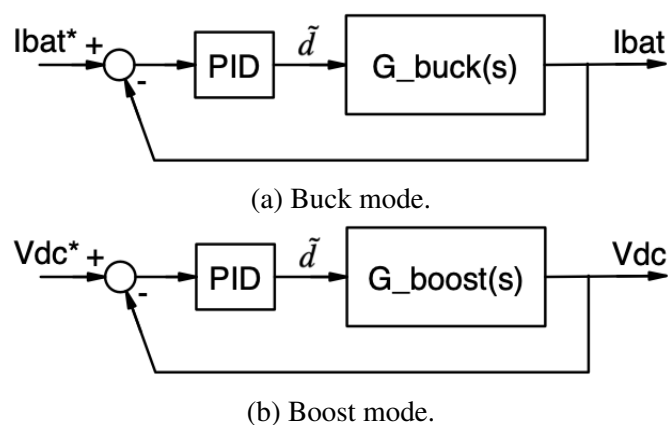 Ibat* + - PID d̃ G_buck(s) Ibat
(a) Buck mode.
Vdc* + - PID d̃ G_boost(s) Vdc
(b) Boost mode.